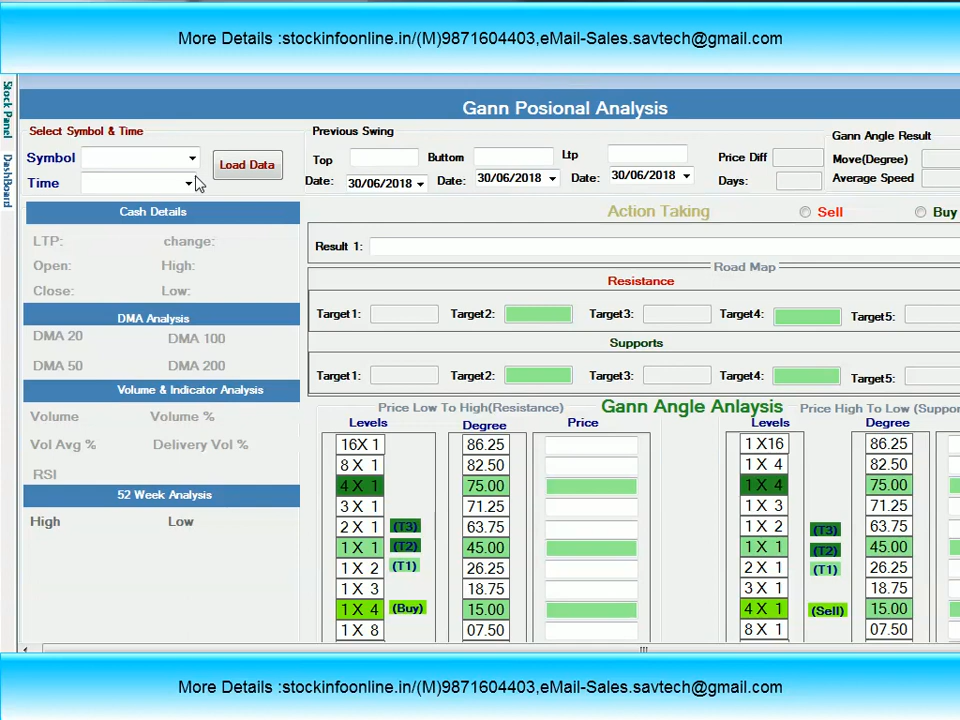 More Details :stockinfoonline.in/(M)9871604403,eMail-Sales.savtech@gmail.com
Stock Panel
DashBoard
Gann Posional Analysis
Select Symbol & Time
Symbol
Load Data
Time
Previous Swing
Top
Buttom
Ltp
Price Diff
Date: 30/06/2018
Date: 30/06/2018
Date: 30/06/2018
Days:
Gann Angle Result
Move(Degree)
Average Speed
Cash Details
LTP: change:
Open: High:
Close: Low:
DMA Analysis
DMA 20 DMA 100
DMA 50 DMA 200
Volume & Indicator Analysis
Volume Volume %
Vol Avg % Delivery Vol %
RSI
52 Week Analysis
High Low
Action Taking
Sell
Buy
Result 1:
Road Map
Resistance
Target1: Target2: Target3: Target4: Target5:
Supports
Target1: Target2: Target3: Target4: Target5:
Price Low To High(Resistance)
Gann Angle Anlaysis
Price High To Low (Suppo
Levels Degree Price Levels Degree
16X 1 86.25 1 X16 86.25
8 X 1 82.50 1 X 4 82.50
4 X 1 75.00 1 X 4 75.00
3 X 1 71.25 1 X 3 71.25
2 X 1 (T3) 63.75 1 X 2 (T3) 63.75
1 X 1 (T2) 45.00 1 X 1 (T2) 45.00
1 X 2 (T1) 26.25 2 X 1 (T1) 26.25
1 X 3 18.75 3 X 1 18.75
1 X 4 (Buy) 15.00 4 X 1 (Sell) 15.00
1 X 8 07.50 8 X 1 07.50
More Details :stockinfoonline.in/(M)9871604403,eMail-Sales.savtech@gmail.com